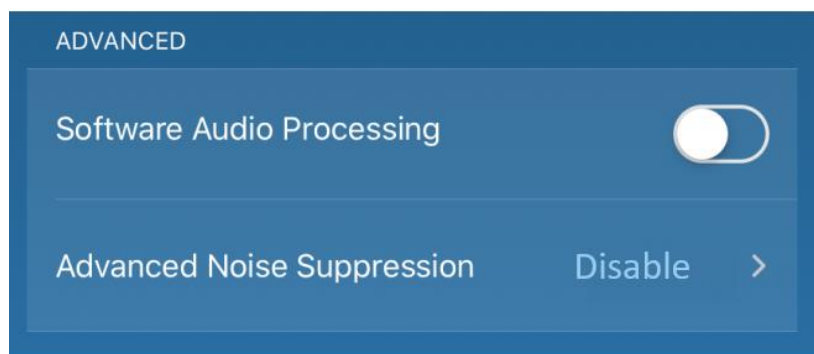 ADVANCED
Software Audio Processing
Advanced Noise Suppression Disable